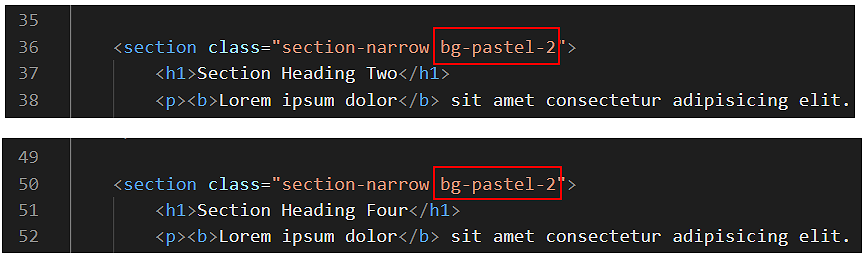 35
36 <section class="section-narrow bg-pastel-2">
37 <h1>Section Heading Two</h1>
38 <p><b>Lorem ipsum dolor</b> sit amet consectetur adipisicing elit.
49
50 <section class="section-narrow bg-pastel-2">
51 <h1>Section Heading Four</h1>
52 <p><b>Lorem ipsum dolor</b> sit amet consectetur adipisicing elit.